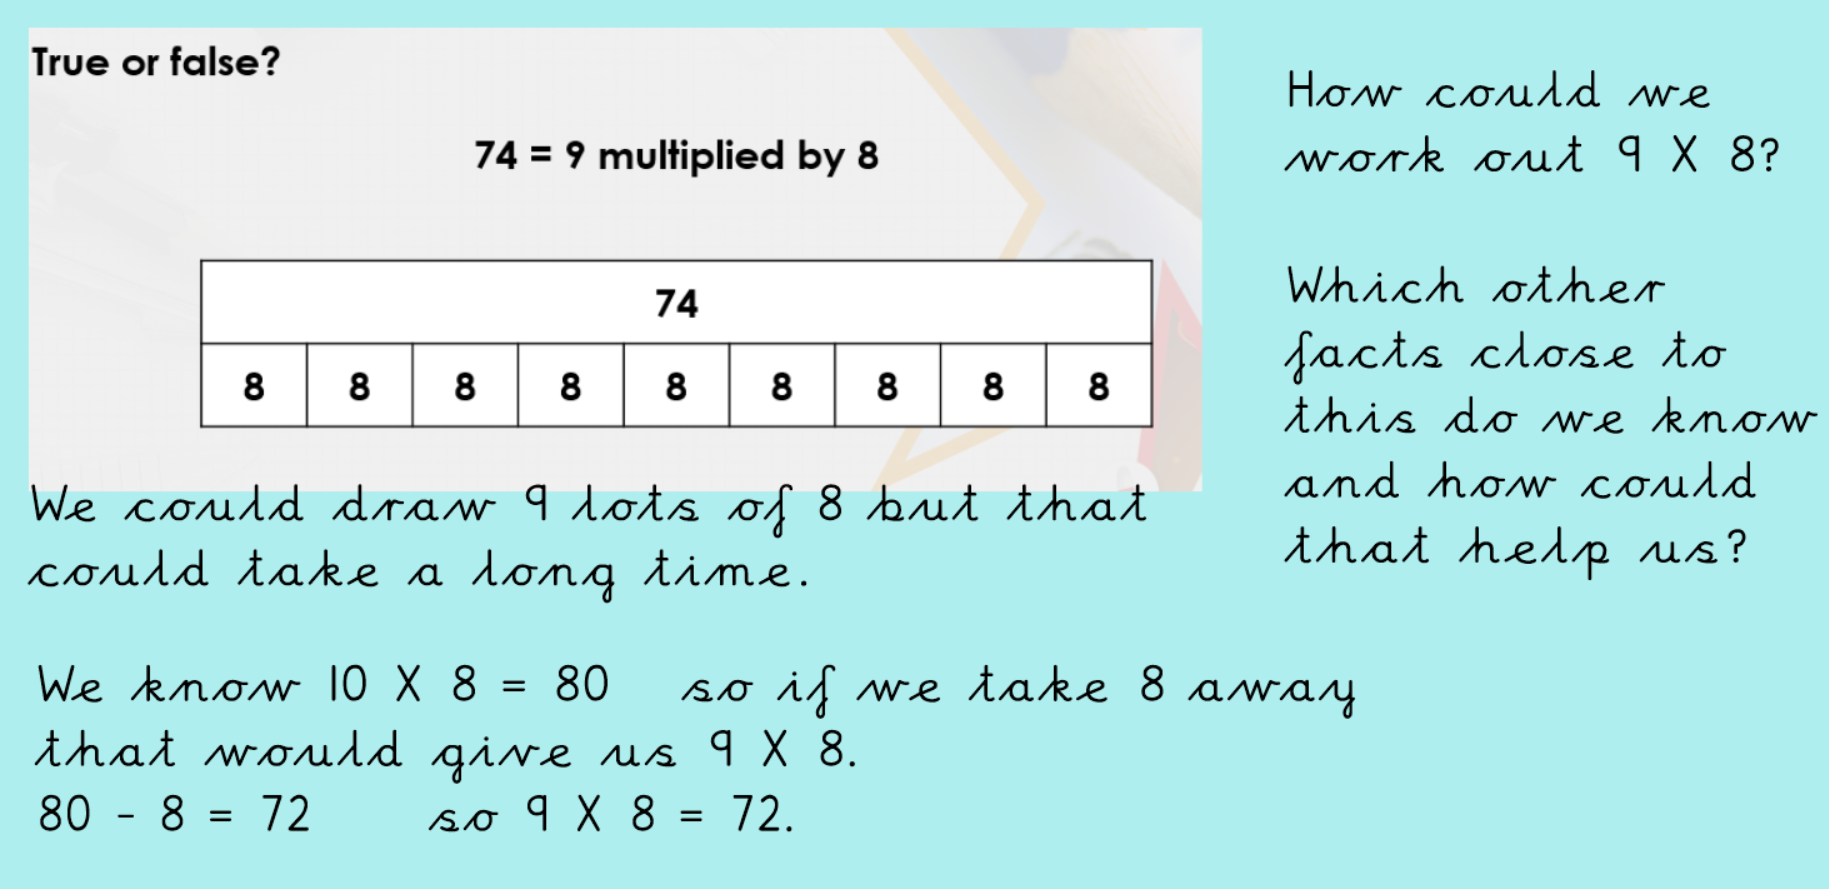 True or false?
74 = 9 multiplied by 8
74
8 8 8 8 8 8 8 8 8
We could draw 9 lots of 8 but that
could take a long time.
We know 10 X 8 = 80 so if we take 8 away
that would give us 9 X 8.
80 - 8 = 72 so 9 X 8 = 72.
How could we
work out 9 X 8?
Which other
facts close to
this do we know
and how could
that help us?